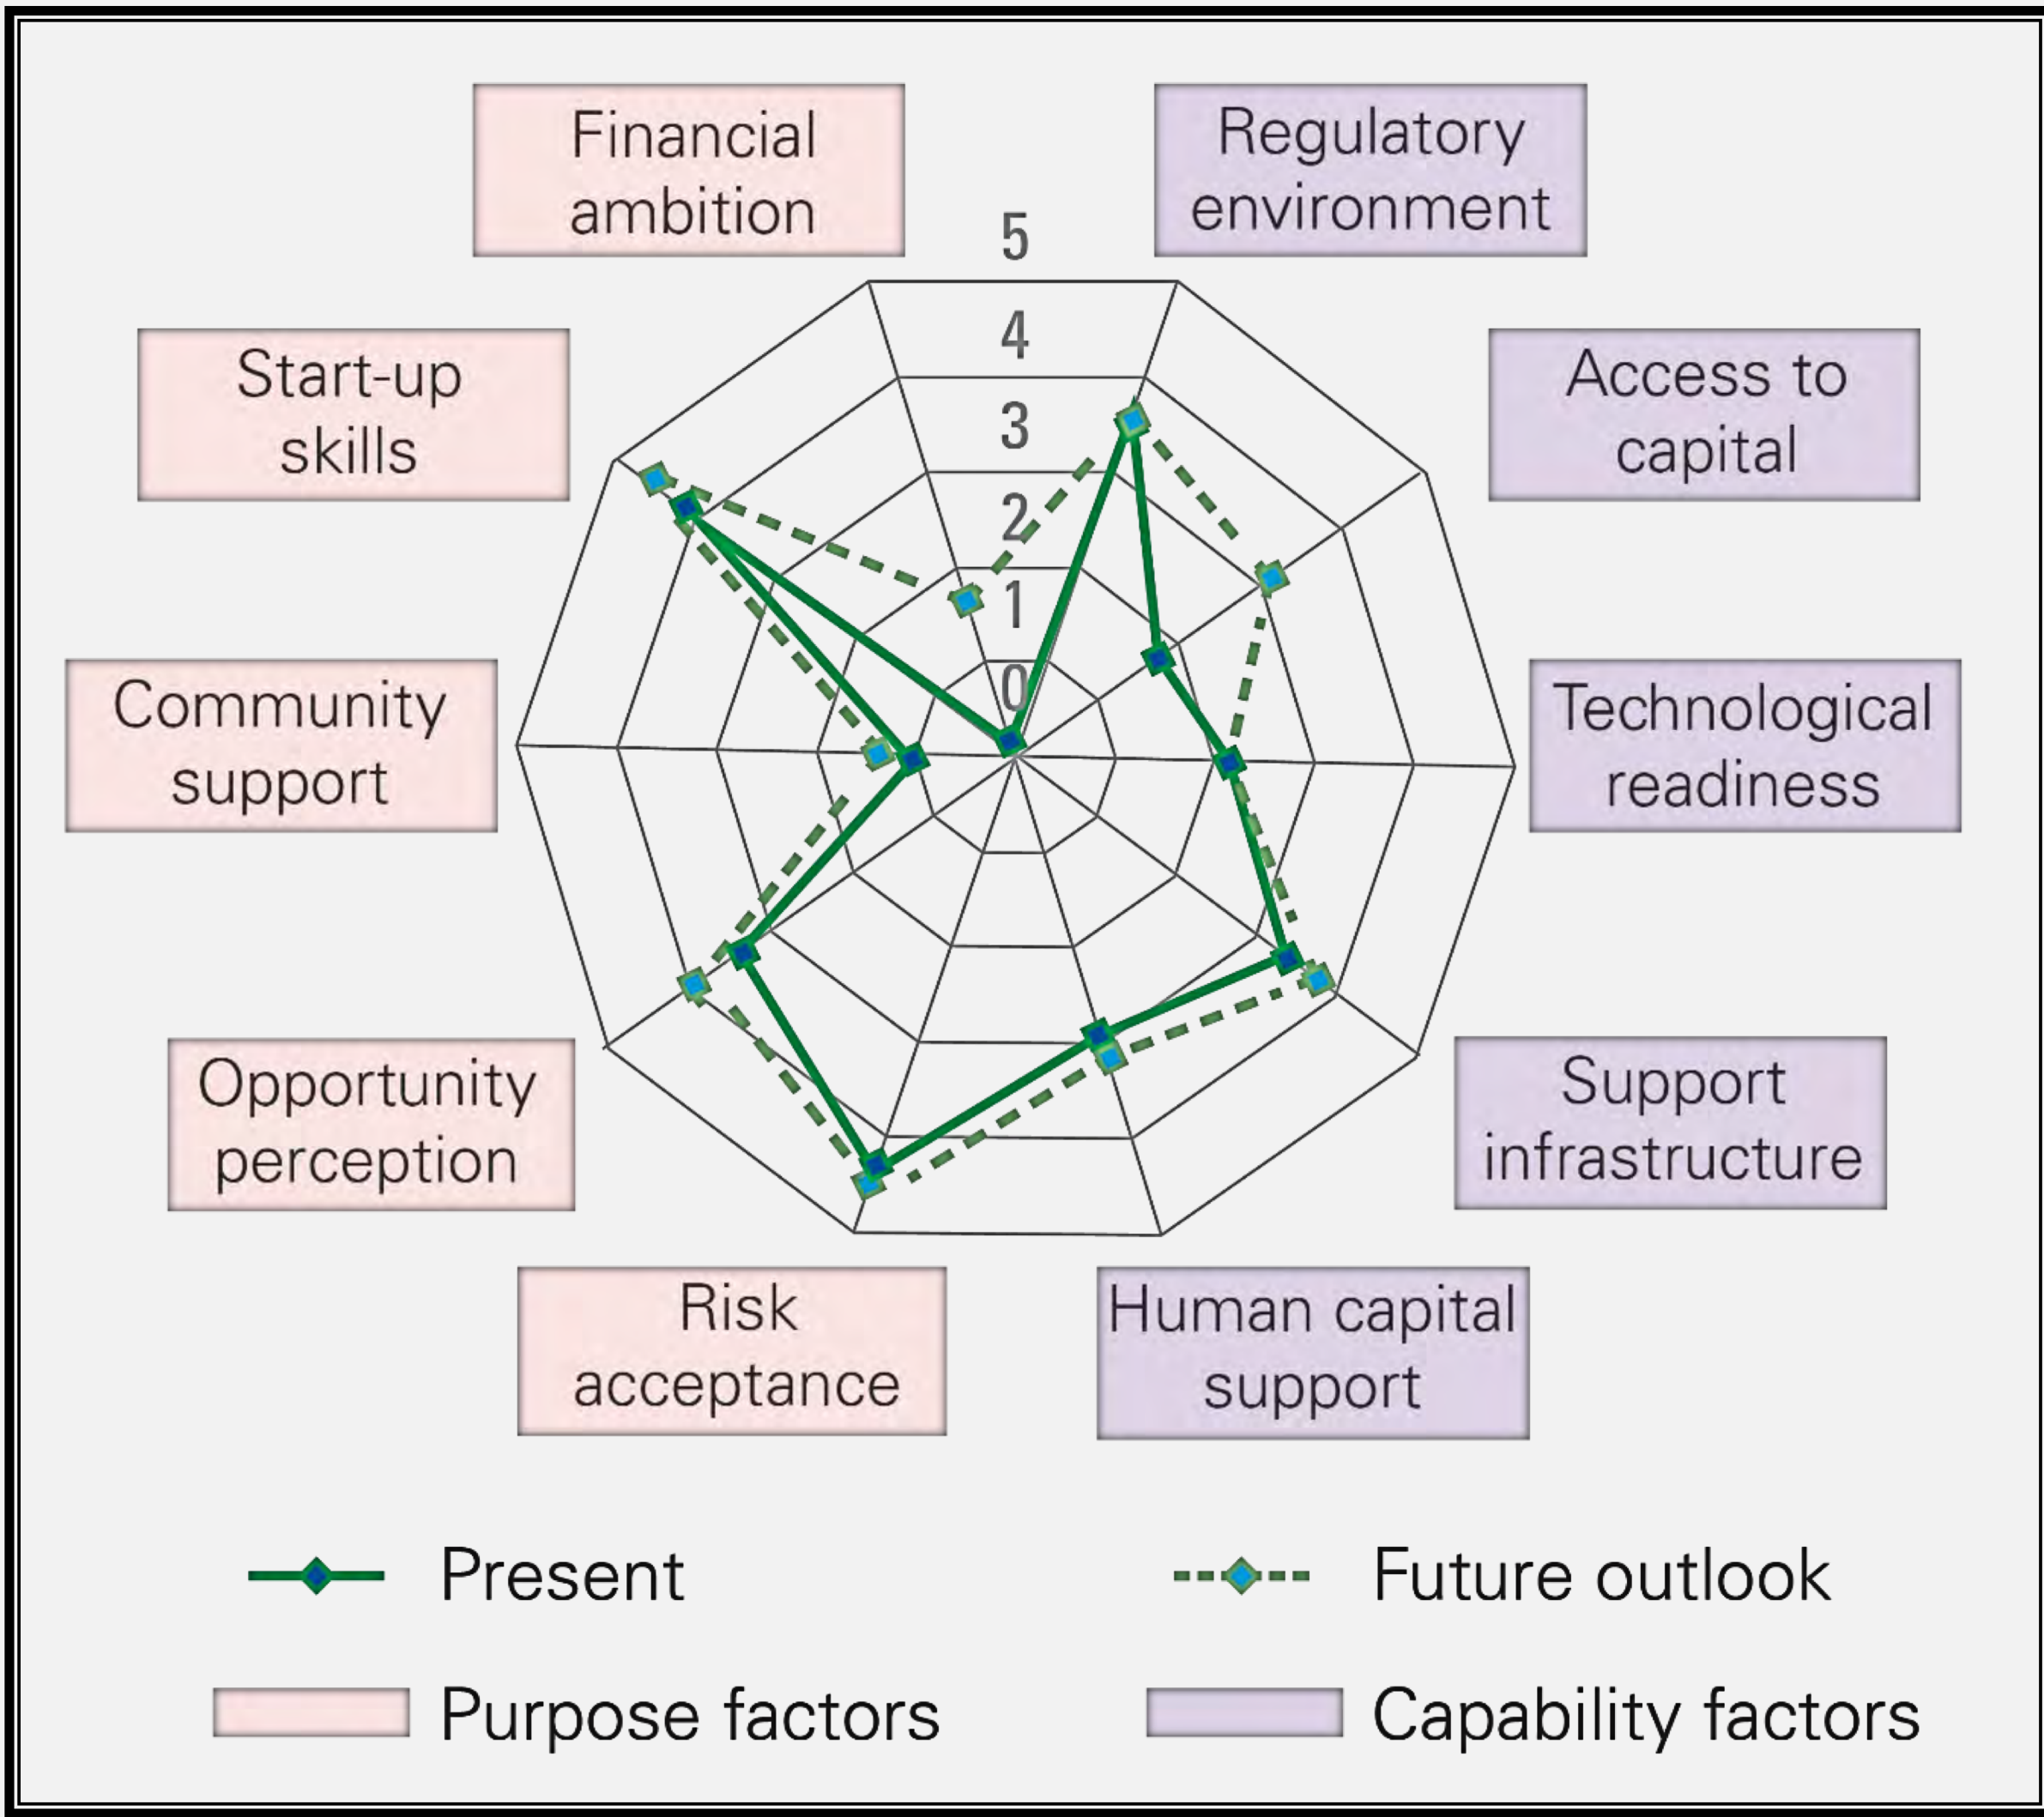 Financial
ambition
Regulatory
environment
5
4
3
2
1
0
Start-up
skills
Access to
capital
Community
support
Technological
readiness
Opportunity
perception
Support
infrastructure
Risk
acceptance
Human capital
support
Present
Future outlook
Purpose factors
Capability factors